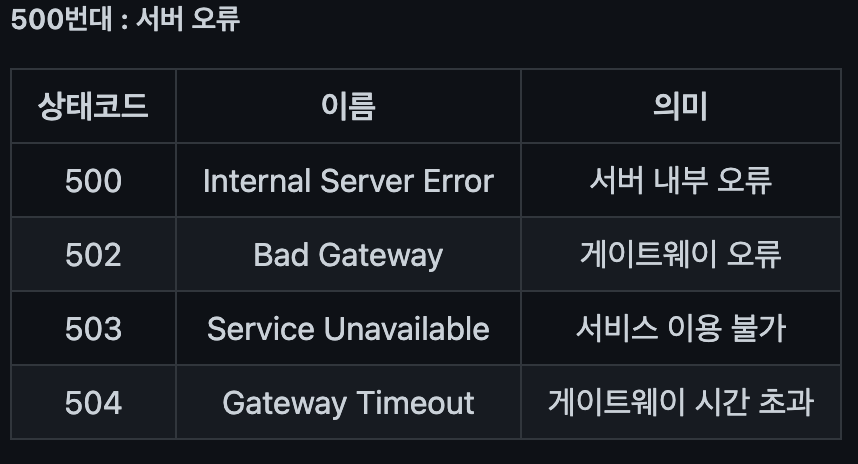 500번대 : 서버 오류
상태코드 이름 의미
500 Internal Server Error 서버 내부 오류
502 Bad Gateway 게이트웨이 오류
503 Service Unavailable 서비스 이용 불가
504 Gateway Timeout 게이트웨이 시간 초과